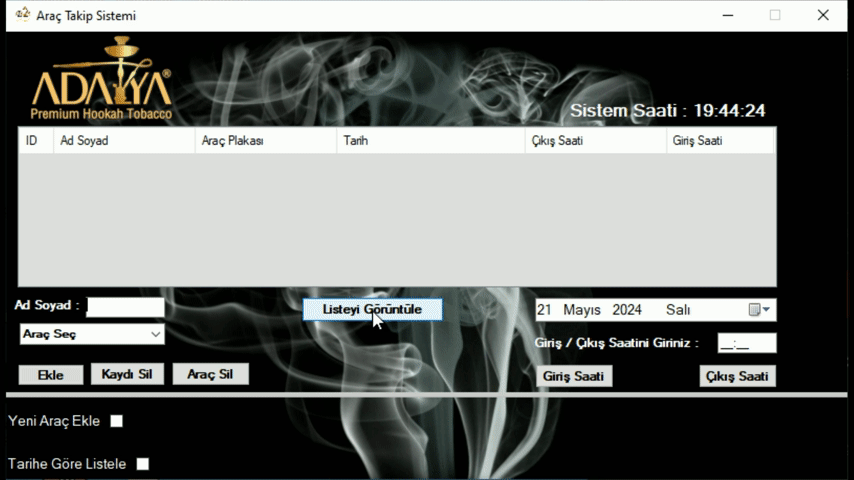 Araç Takip Sistemi
ADALYA®
Premium Hookah Tobacco
Sistem Saati : 19:44:24
ID Ad Soyad Araç Plakası Tarih Çıkış Saati Giriş Saati
Ad Soyad :
Listeyi Görüntüle
21 Mayıs 2024 Salı
Araç Seç
Giriş / Çıkış Saatini Giriniz : __:__
Ekle Kaydı Sil Araç Sil Giriş Saati Çıkış Saati
Yeni Araç Ekle
Tarihe Göre Listele